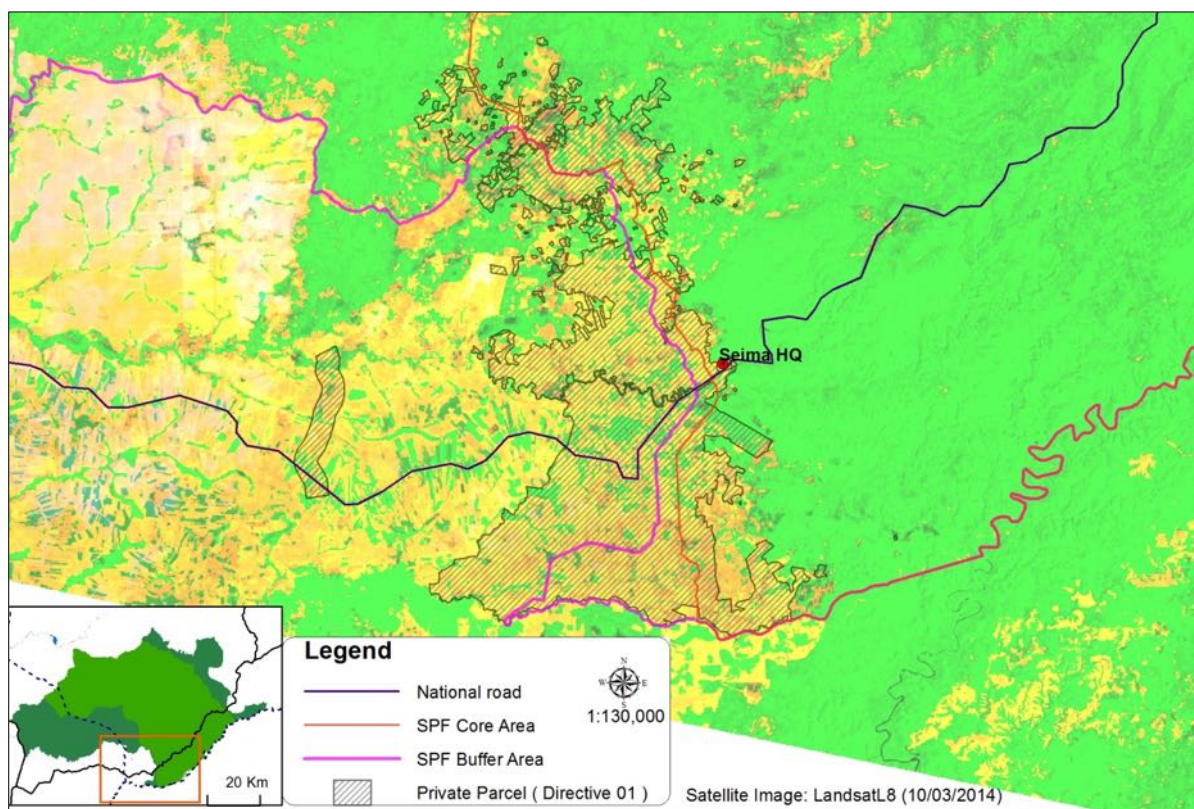 Seima HQ
Legend
National road
SPF Core Area
SPF Buffer Area
Private Parcel ( Directive 01 )
N
W E
S
1:130,000
20 Km
Satellite Image: LandsatL8 (10/03/2014)